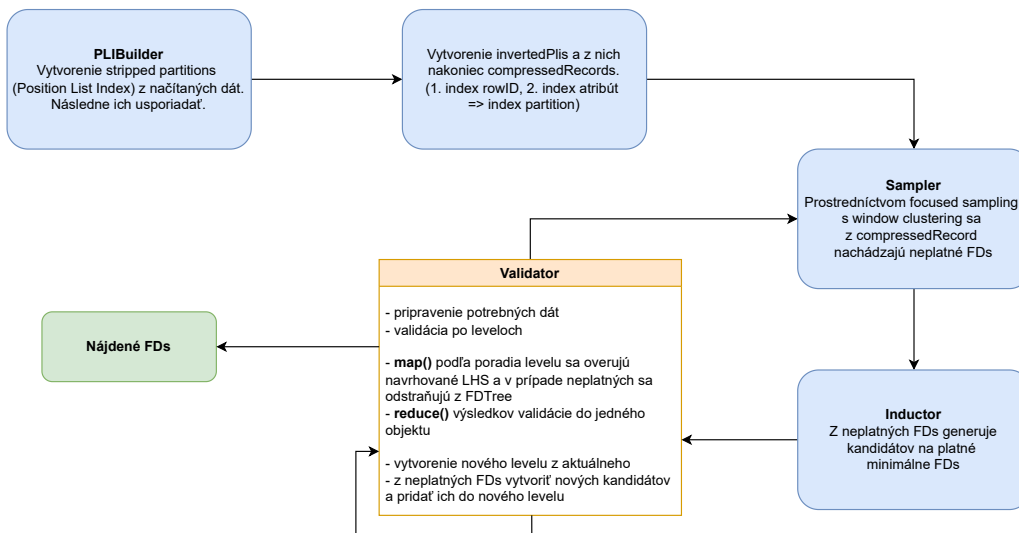 PLIBuilder
Vytvorenie stripped partitions
(Position List Index) z načítaných dát.
Následne ich usporiadať.
Vytvorenie invertedPlis a z nich
nakoniec compressedRecords.
(1. index rowID, 2. index atribút
=> index partition)
Sampler
Prostredníctvom focused sampling
s window clustering sa
z compressedRecord
nachádzajú neplatné FDs
Validator
- pripravenie potrebných dát
- validácia po leveloch
- map() podľa poradia levelu sa overujú
navrhované LHS a v prípade neplatných sa
odstraňujú z FDTree
- reduce() výsledkov validácie do jedného
objektu
- vytvorenie nového levelu z aktuálneho
- z neplatných FDs vytvoriť nových kandidátov
a pridať ich do nového levelu
Nájdené FDs
Inductor
Z neplatných FDs generuje
kandidátov na platné
minimálne FDs